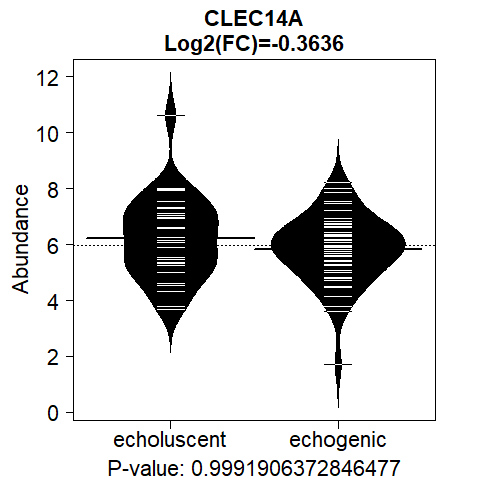 CLEC14A
Log2(FC)=-0.3636
12
10
8
6
4
2
0
Abundance
echoluscent echogenic
P-value: 0.9991906372846477